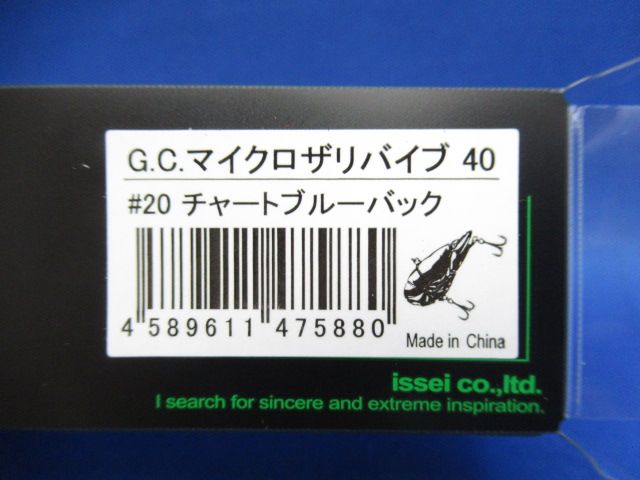 G.C.マイクロザリバイブ 40
#20 チャートブルーバック
4 589611 475880
Made in China
issei co.,ltd.
I search for sincere and extreme inspiration.